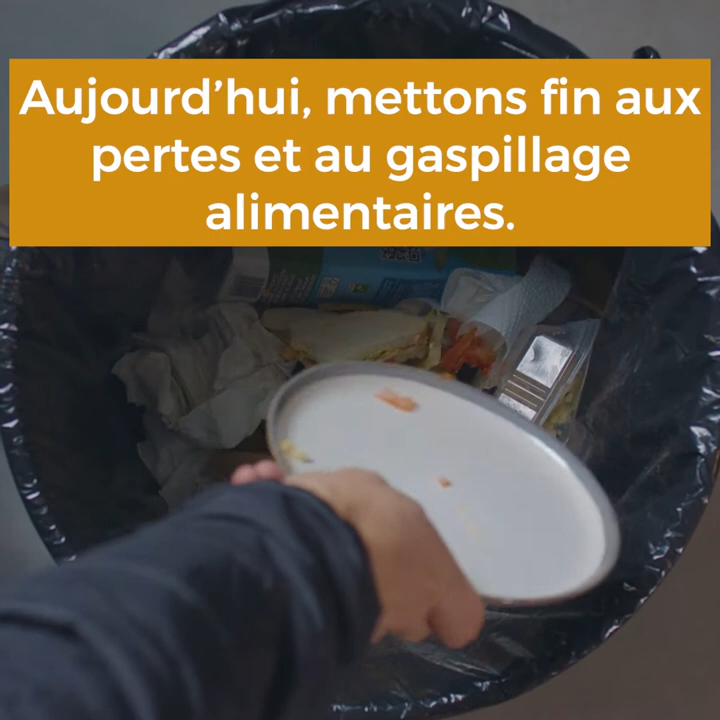 Aujourd’hui, mettons fin aux
pertes et au gaspillage
alimentaires.